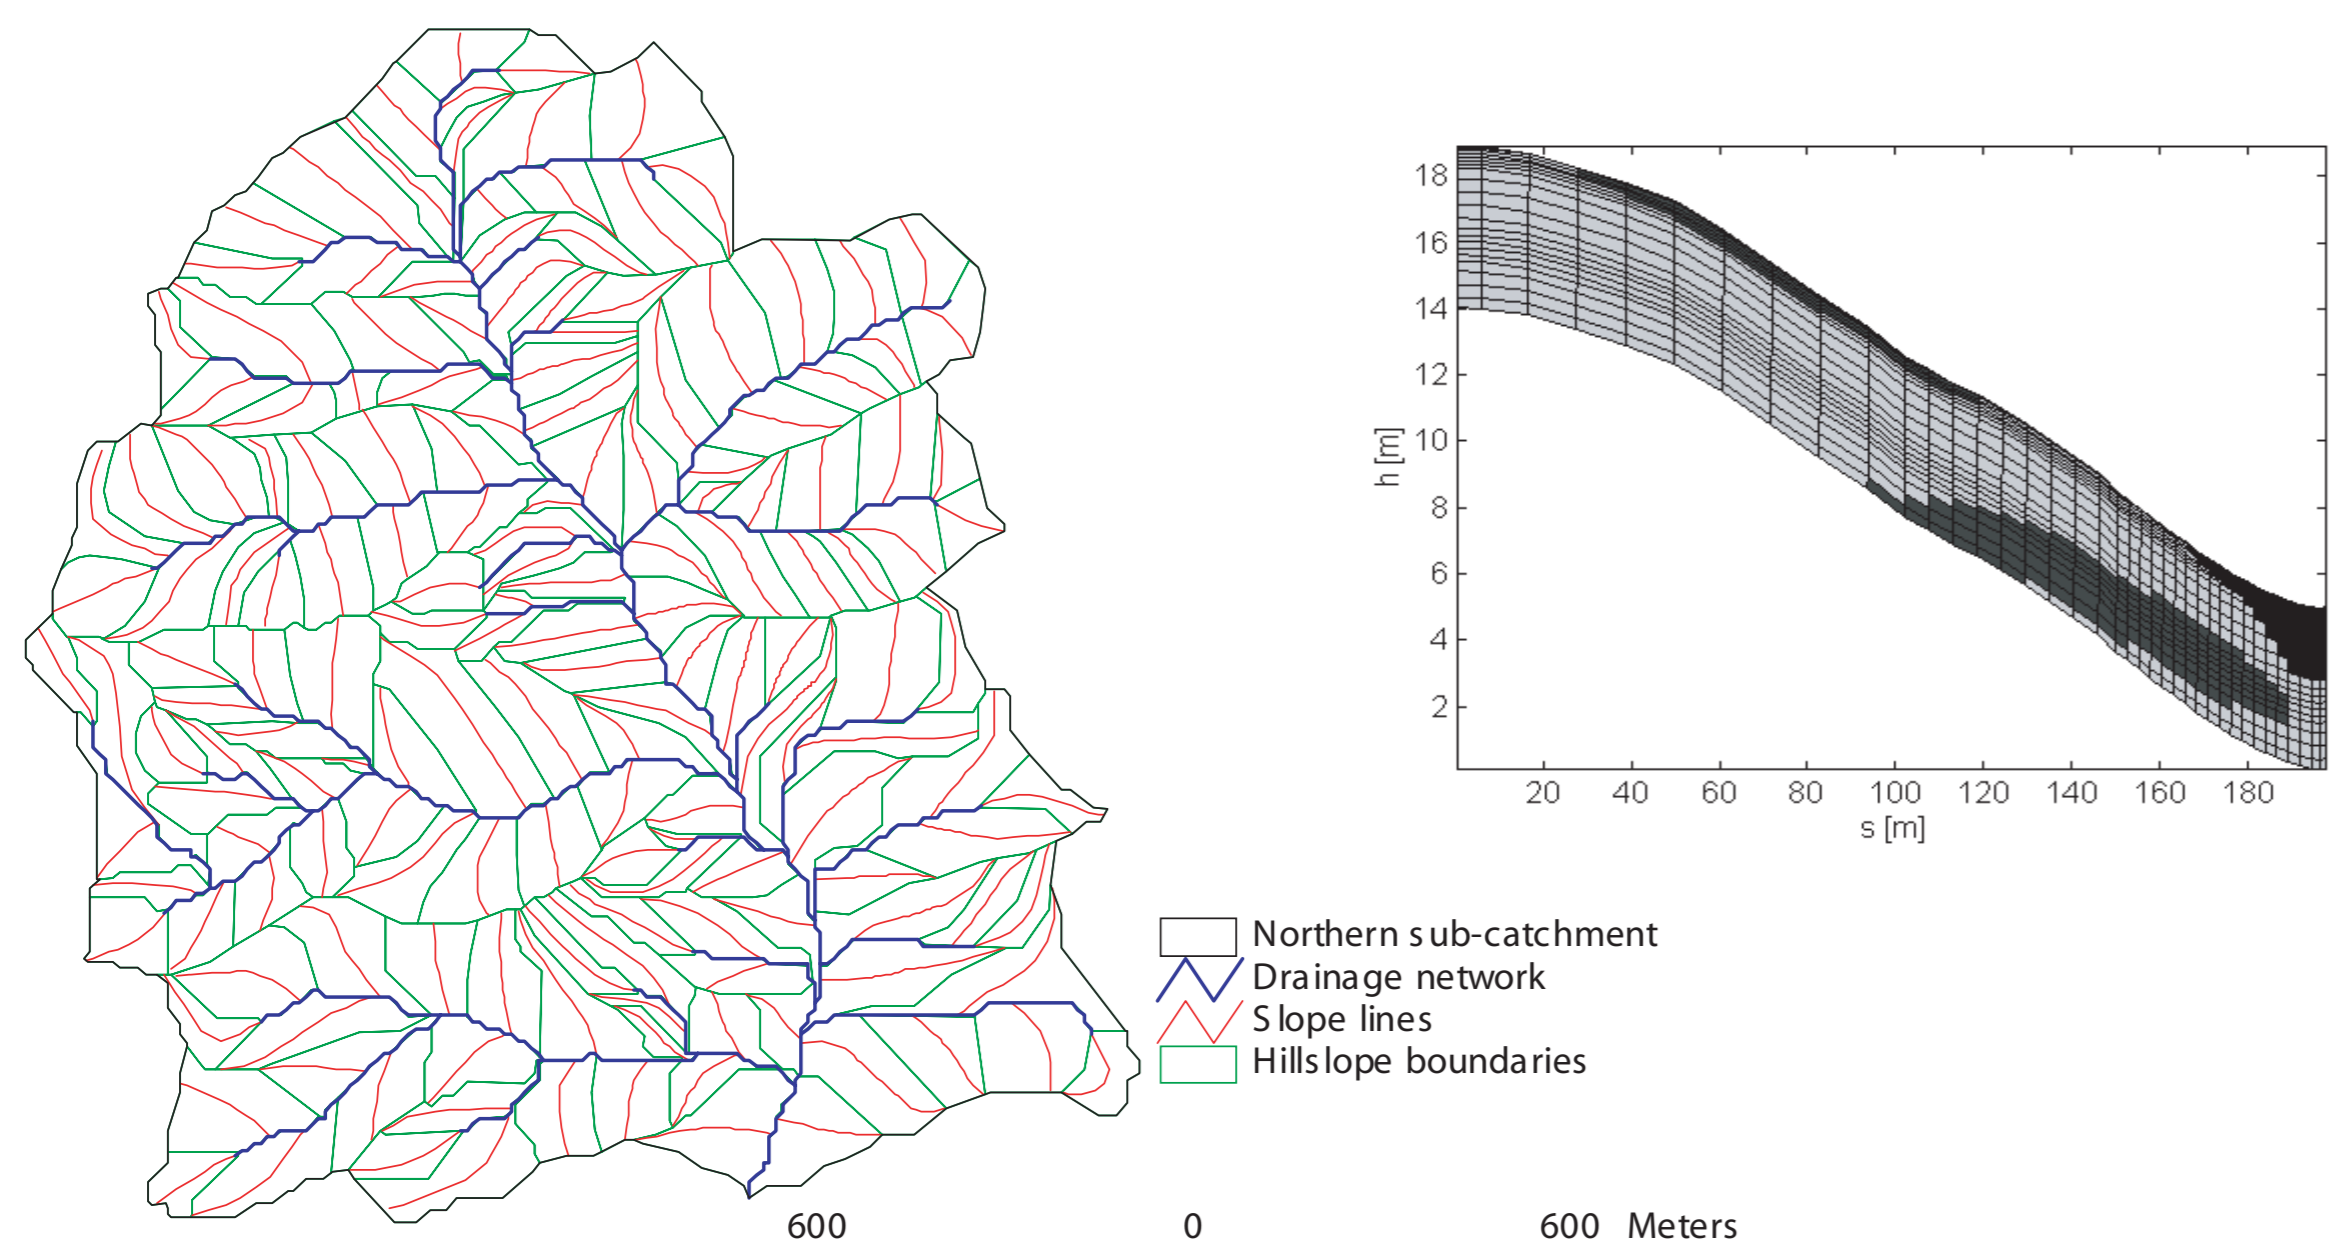 18
16
14
12
10
8
6
4
2
h [m]
20 40 60 80 100 120 140 160 180
s [m]
Northern sub-catchment
Drainage network
Slope lines
Hillslope boundaries
600 0 600 Meters